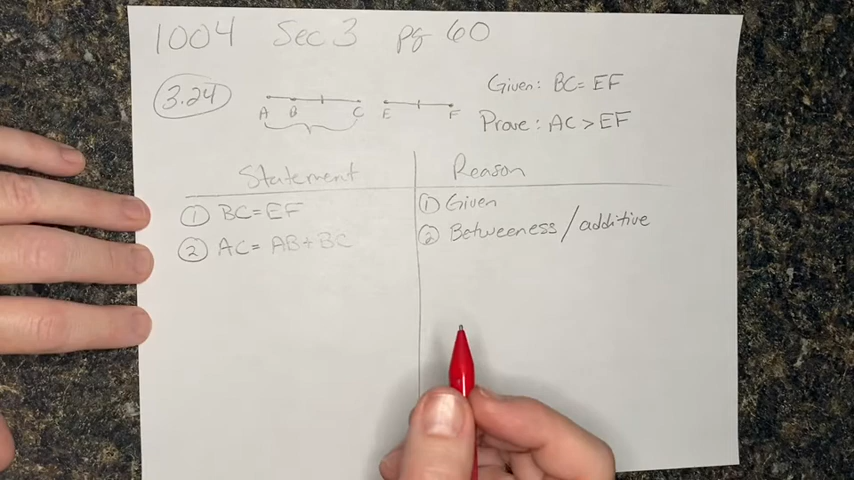 1004 Sec 3 pg 60
3.24
A B C E F
Given: BC = EF
Prove: AC > EF
Statement Reason
① BC = EF ① Given
② AC = AB + BC ② Betweeness / additive